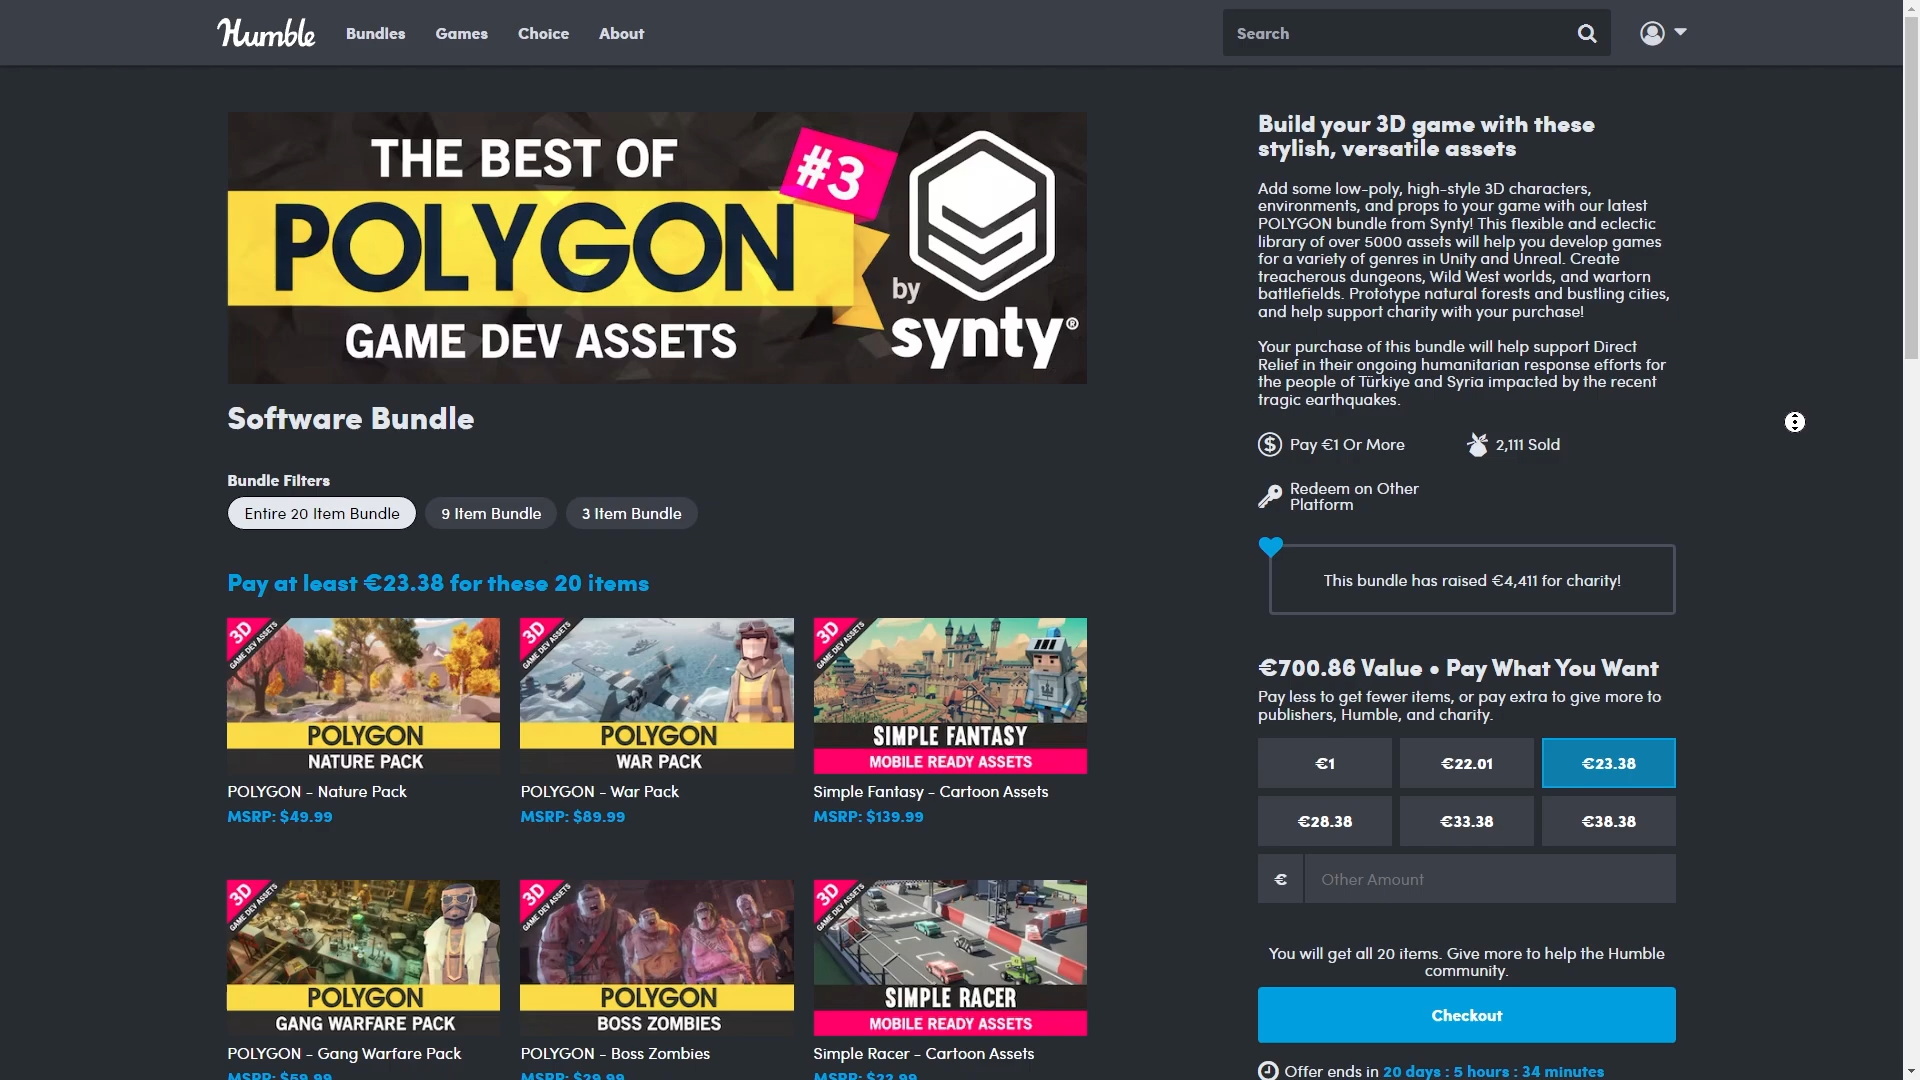 Humble
Bundles
Games
Choice
About
Search
THE BEST OF
#3
POLYGON
by
GAME DEV ASSETS
synty®
Software Bundle
Bundle Filters
Entire 20 Item Bundle
9 Item Bundle
3 Item Bundle
Pay at least €23.38 for these 20 items
3D
GAME DEV ASSETS
POLYGON
NATURE PACK
POLYGON - Nature Pack
MSRP: $49.99
3D
GAME DEV ASSETS
POLYGON
WAR PACK
POLYGON - War Pack
MSRP: $89.99
3D
GAME DEV ASSETS
SIMPLE FANTASY
MOBILE READY ASSETS
Simple Fantasy - Cartoon Assets
MSRP: $139.99
3D
GAME DEV ASSETS
POLYGON
GANG WARFARE PACK
POLYGON - Gang Warfare Pack
MSRP: $59.99
3D
GAME DEV ASSETS
POLYGON
BOSS ZOMBIES
POLYGON - Boss Zombies
MSRP: $29.99
3D
GAME DEV ASSETS
SIMPLE RACER
MOBILE READY ASSETS
Simple Racer - Cartoon Assets
MSRP: $22.99
Build your 3D game with these
stylish, versatile assets
Add some low-poly, high-style 3D characters,
environments, and props to your game with our latest
POLYGON bundle from Synty! This flexible and eclectic
library of over 5000 assets will help you develop games
for a variety of genres in Unity and Unreal. Create
treacherous dungeons, Wild West worlds, and wartorn
battlefields. Prototype natural forests and bustling cities,
and help support charity with your purchase!
Your purchase of this bundle will help support Direct
Relief in their ongoing humanitarian response efforts for
the people of Türkiye and Syria impacted by the recent
tragic earthquakes.
Pay €1 Or More
2,111 Sold
Redeem on Other
Platform
This bundle has raised €4,411 for charity!
€700.86 Value • Pay What You Want
Pay less to get fewer items, or pay extra to give more to
publishers, Humble, and charity.
€1
€22.01
€23.38
€28.38
€33.38
€38.38
€
Other Amount
You will get all 20 items. Give more to help the Humble
community.
Checkout
Offer ends in 20 days : 5 hours : 34 minutes